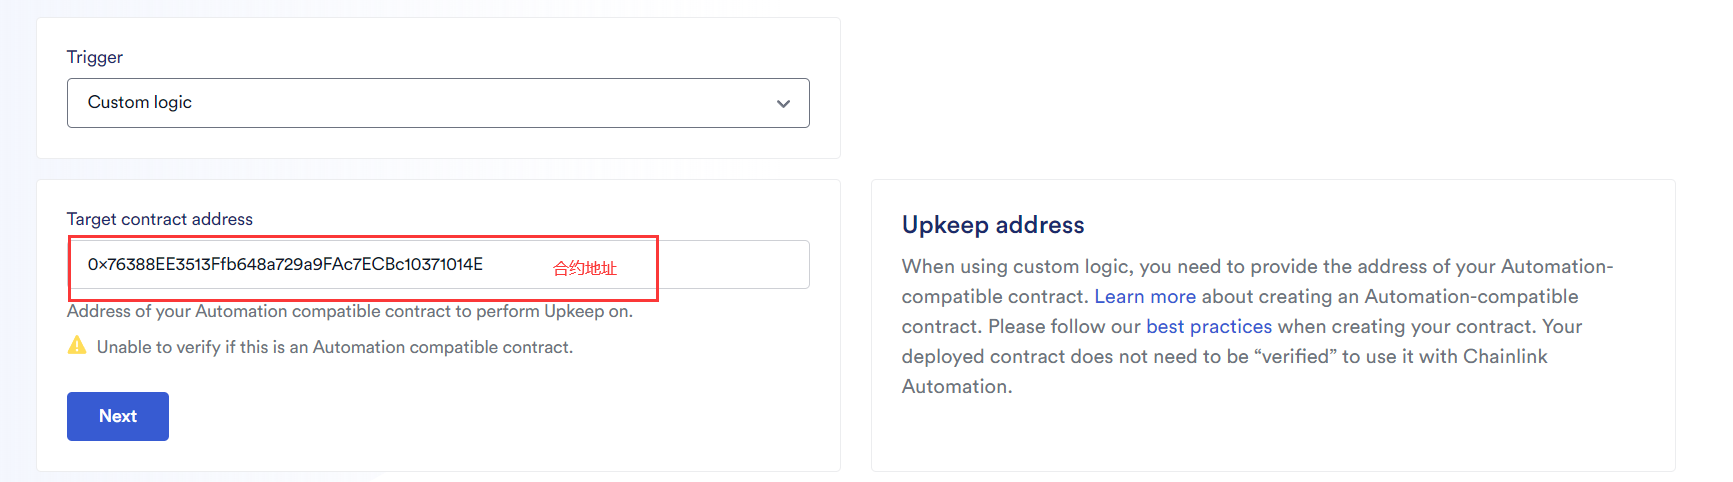 Trigger
Custom logic
Target contract address
0×76388EE3513Ffb648a729a9FAc7ECBc10371014E
合约地址
Address of your Automation compatible contract to perform Upkeep on.
Unable to verify if this is an Automation compatible contract.
Next
Upkeep address
When using custom logic, you need to provide the address of your Automation-
compatible contract. Learn more about creating an Automation-compatible
contract. Please follow our best practices when creating your contract. Your
deployed contract does not need to be “verified” to use it with Chainlink
Automation.